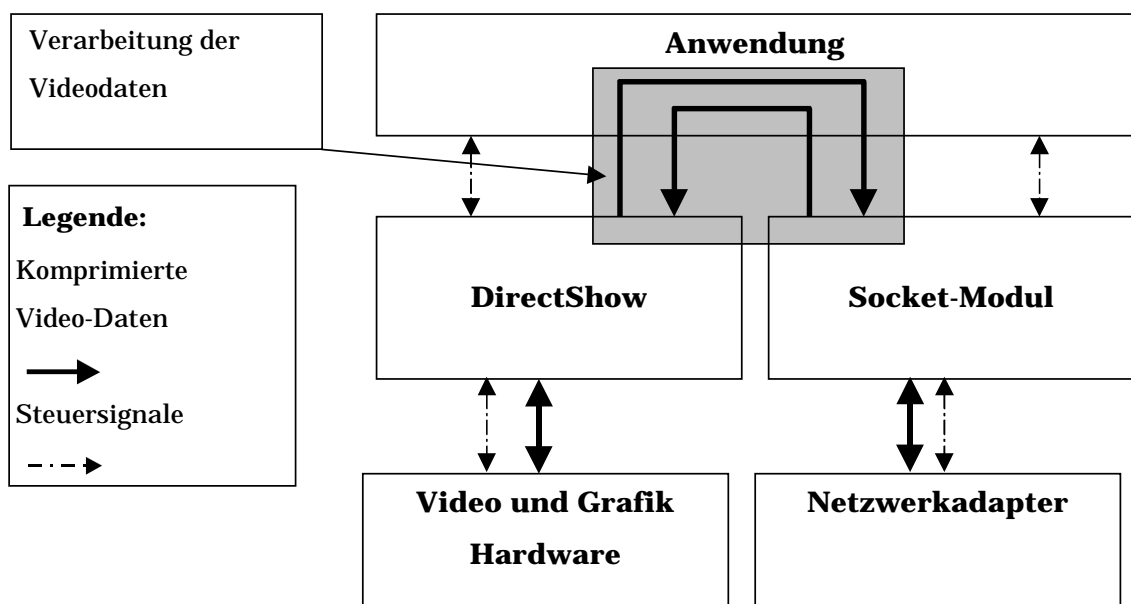 Verarbeitung der
Videodaten
Anwendung
Legende:
Komprimierte
Video-Daten
Steuersignale
DirectShow
Socket-Modul
Video und Grafik
Hardware
Netzwerkadapter